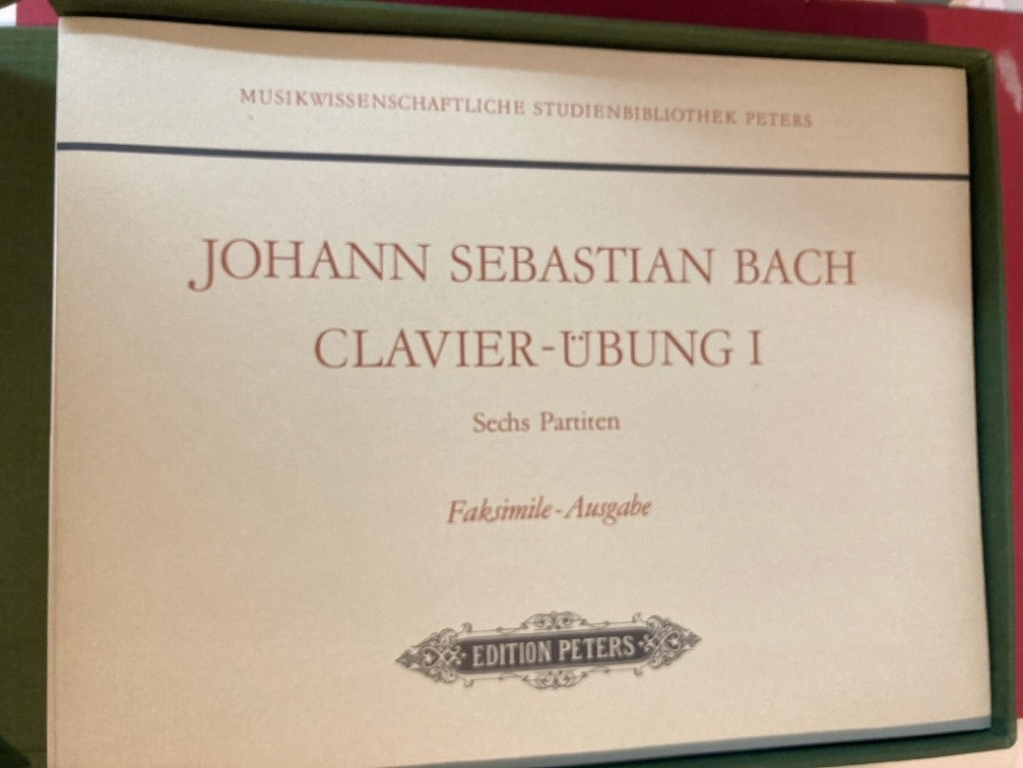 MUSIKWISSENSCHAFTLICHE STUDIENBIBLIOTHEK PETERS
JOHANN SEBASTIAN BACH
CLAVIER-ÜBUNG I
Sechs Partiten
Faksimile-Ausgabe
EDITION PETERS